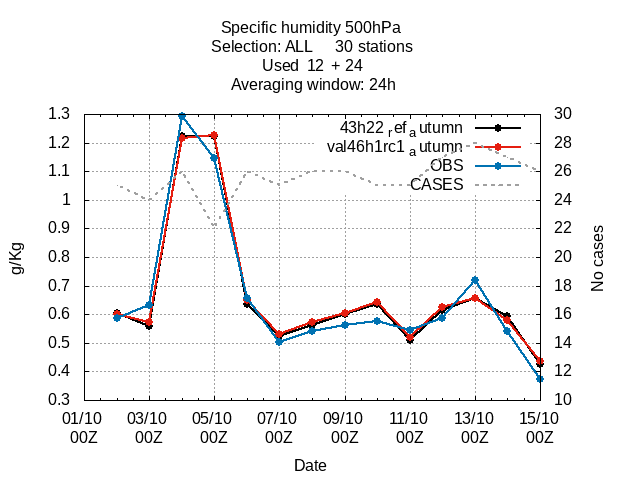 Specific humidity 500hPa
Selection: ALL 30 stations
Used 12 + 24
Averaging window: 24h
43h22 ref a utumn
val46h1rc1 a utumn
OBS
CASES
g/Kg
1.3
1.2
1.1
1
0.9
0.8
0.7
0.6
0.5
0.4
0.3
No cases
30
28
26
24
22
20
18
16
14
12
10
01/10 03/10 05/10 07/10 09/10 11/10 13/10 15/10
00Z 00Z 00Z 00Z 00Z 00Z 00Z 00Z
Date